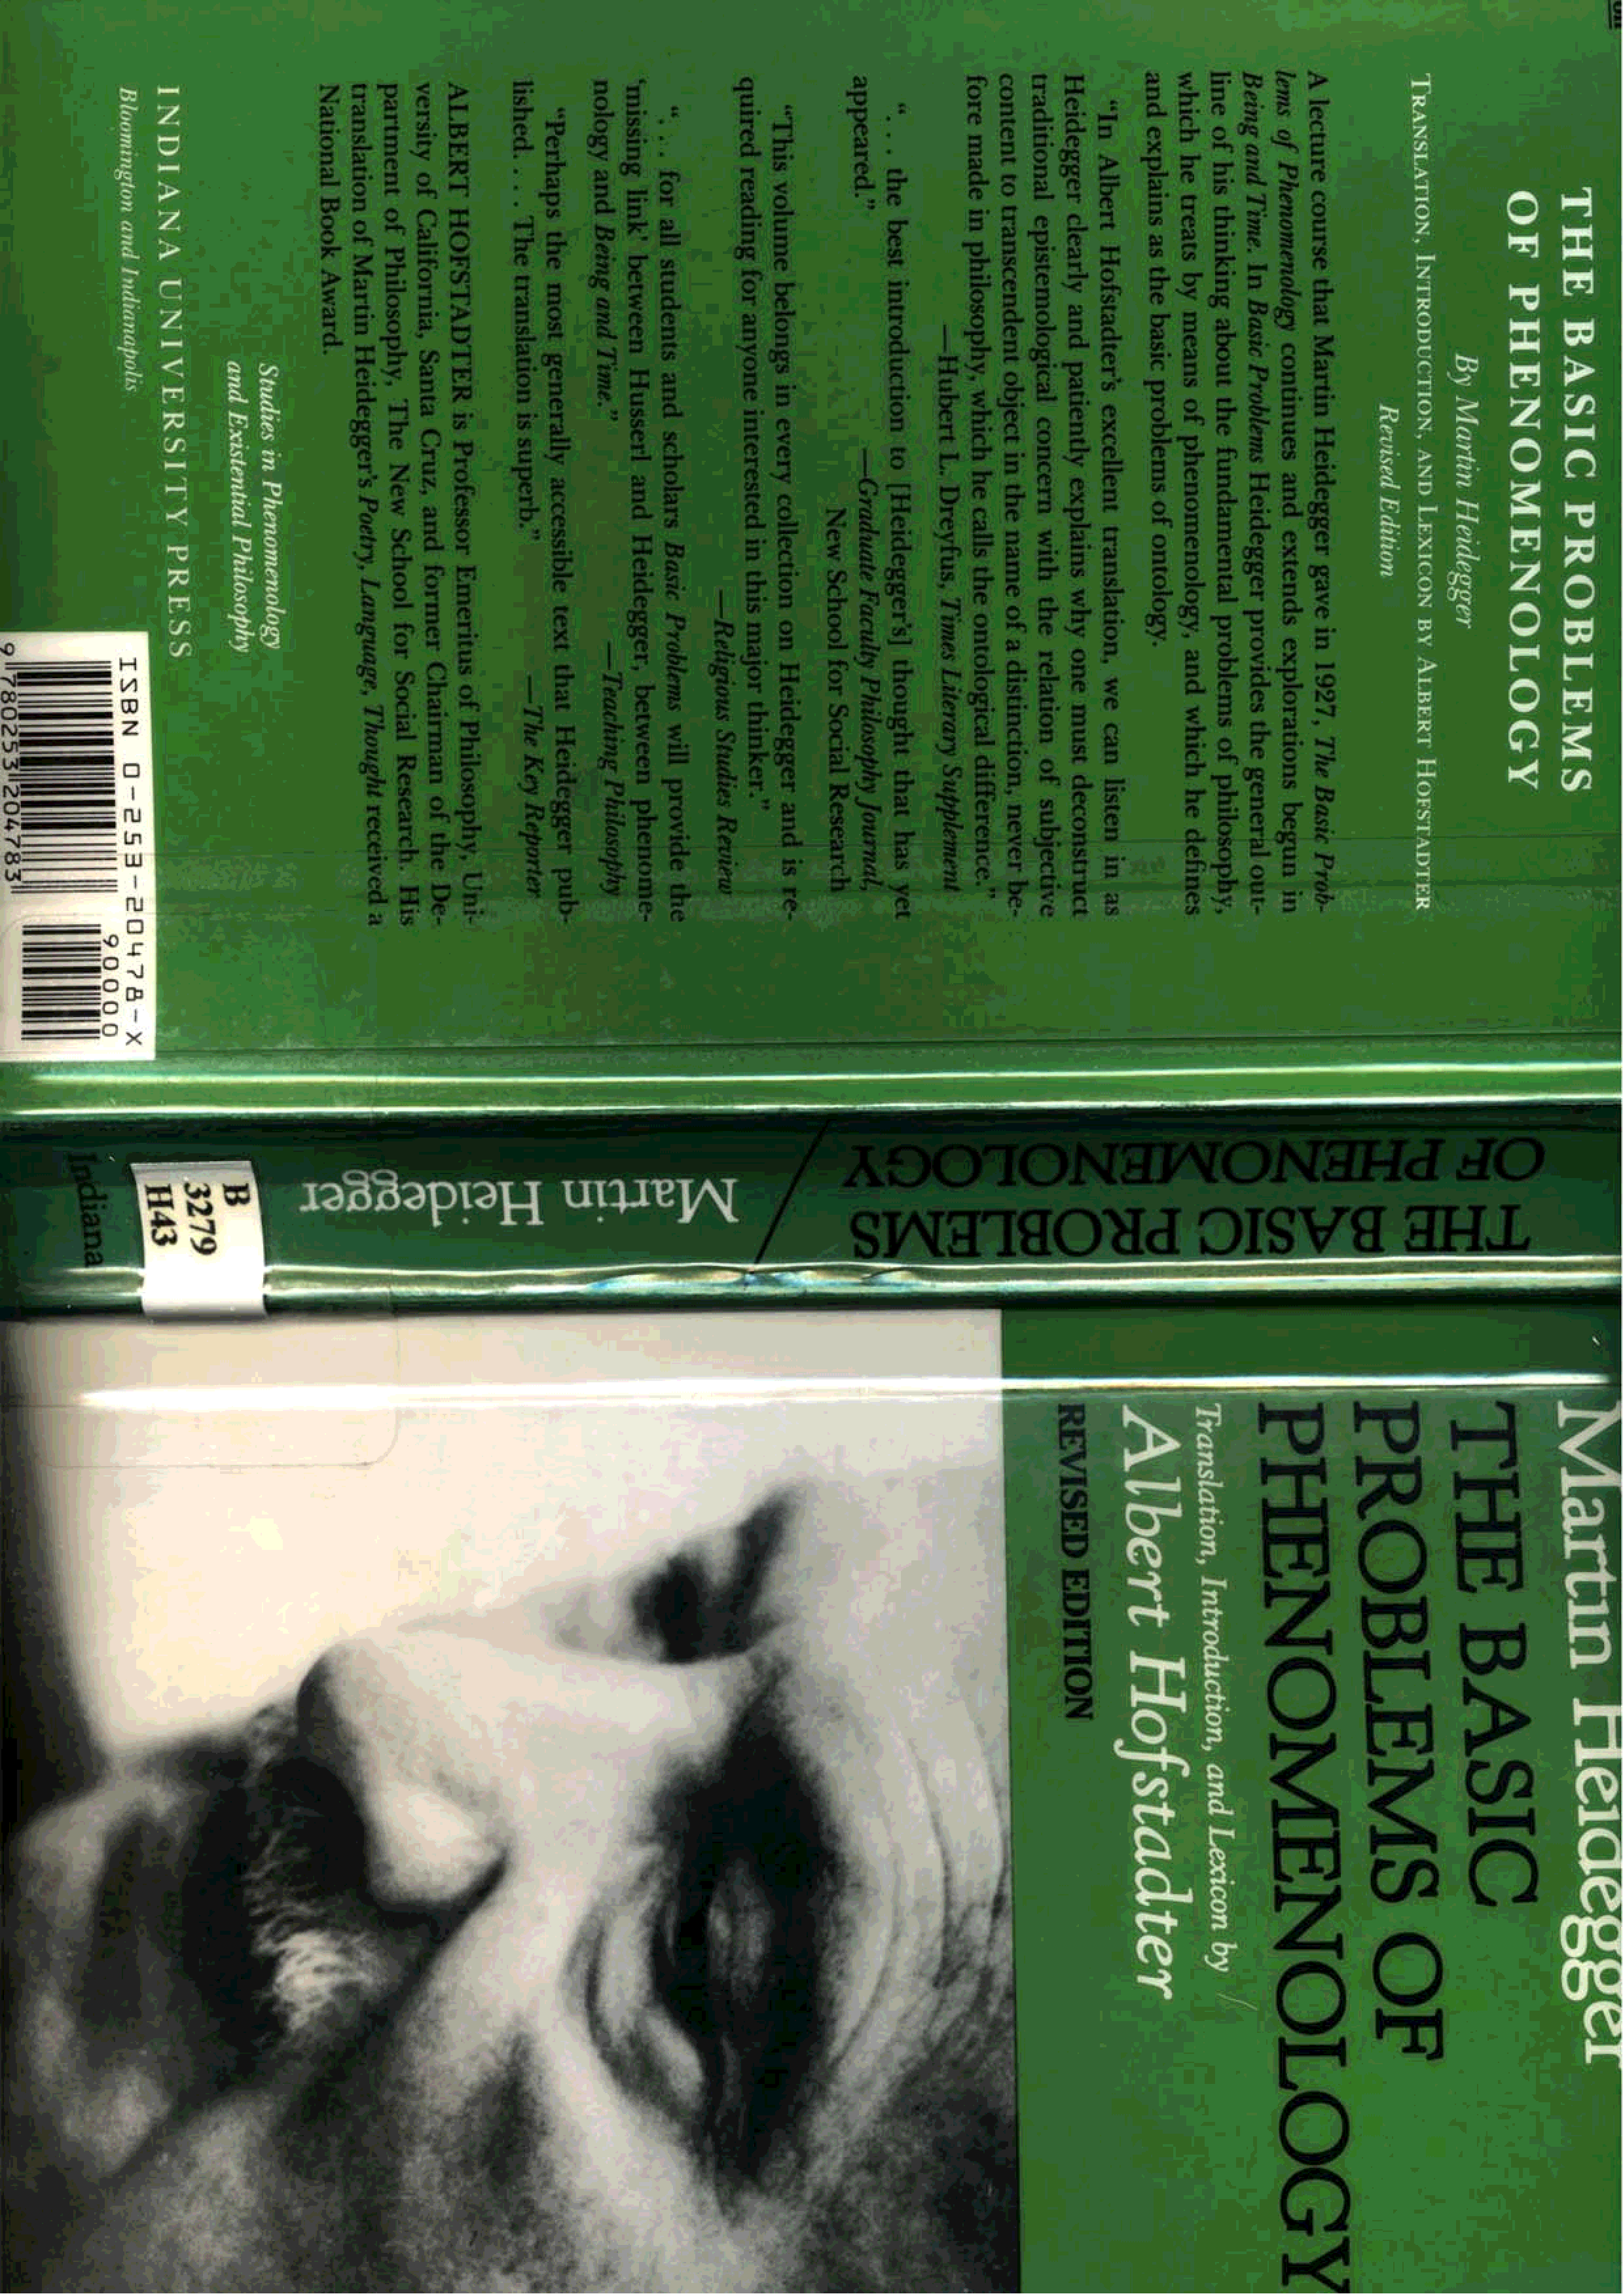 THE BASIC PROBLEMS
OF PHENOMENOLOGY
By Martin Heidegger
TRANSLATION, INTRODUCTION, AND LEXICON BY ALBERT HOFSTADTER
Revised Edition
A lecture course that Martin Heidegger gave in 1927, The Basic Prob-
lems of Phenomenology continues and extends explorations begun in
Being and Time. In Basic Problems Heidegger provides the general out-
line of his thinking about the fundamental problems of philosophy,
which he treats by means of phenomenology, and which he defines
and explains as the basic problems of ontology.
"In Albert Hofstadter's excellent translation, we can listen in as
Heidegger clearly and patiently explains why one must deconstruct
traditional epistemological concern with the relation of subjective
content to transcendent object in the name of a distinction, never be-
fore made in philosophy, which he calls the ontological difference."
—Hubert L. Dreyfus, Times Literary Supplement
". . . the best introduction to [Heidegger's] thought that has yet
appeared."
—Graduate Faculty Philosophy Journal,
New School for Social Research
"This volume belongs in every collection on Heidegger and is re-
quired reading for anyone interested in this major thinker."
—Religious Studies Review
". . . for all students and scholars Basic Problems will provide the
'missing link' between Husserl and Heidegger, between phenome-
nology and Being and Time."
—Teaching Philosophy
"Perhaps the most generally accessible text that Heidegger pub-
lished. . . . The translation is superb."
—The Key Reporter
ALBERT HOFSTADTER is Professor Emeritus of Philosophy, Uni-
versity of California, Santa Cruz, and former Chairman of the De-
partment of Philosophy, The New School for Social Research. His
translation of Martin Heidegger's Poetry, Language, Thought received a
National Book Award.
Studies in Phenomenology
and Existential Philosophy
INDIANA UNIVERSITY PRESS
Bloomington and Indianapolis
ISBN 0-253-20478-X
90000
9 780253 204783
THE BASIC PROBLEMS
OF PHENOMENOLOGY
Martin Heidegger
B
3279
H43
Indiana
Martin Heidegger
THE BASIC
PROBLEMS OF
PHENOMENOLOGY
Translation, Introduction, and Lexicon by
Albert Hofstadter
REVISED EDITION